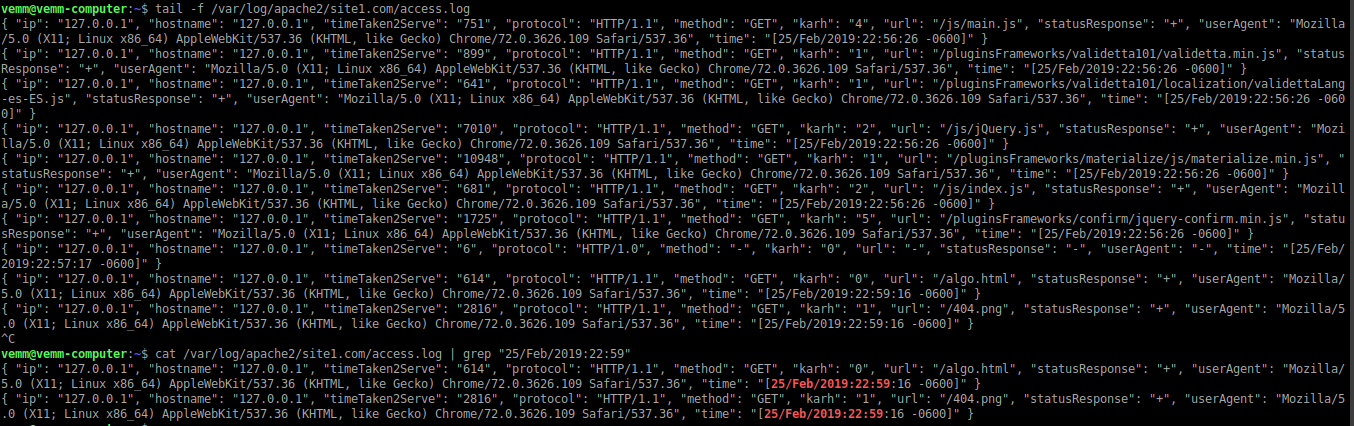 vemm@vemm-computer:~$ tail -f /var/log/apache2/site1.com/access.log
{ "ip": "127.0.0.1", "hostname": "127.0.0.1", "timeTaken2Serve": "751", "protocol": "HTTP/1.1", "method": "GET", "karh": "4", "url": "/js/main.js", "statusResponse": "+", "userAgent": "Mozilla
/5.0 (X11; Linux x86_64) AppleWebKit/537.36 (KHTML, like Gecko) Chrome/72.0.3626.109 Safari/537.36", "time": "[25/Feb/2019:22:56:26 -0600]" }
{ "ip": "127.0.0.1", "hostname": "127.0.0.1", "timeTaken2Serve": "899", "protocol": "HTTP/1.1", "method": "GET", "karh": "1", "url": "/pluginsFrameworks/validetta101/validetta.min.js", "status
Response": "+", "userAgent": "Mozilla/5.0 (X11; Linux x86_64) AppleWebKit/537.36 (KHTML, like Gecko) Chrome/72.0.3626.109 Safari/537.36", "time": "[25/Feb/2019:22:56:26 -0600]" }
{ "ip": "127.0.0.1", "hostname": "127.0.0.1", "timeTaken2Serve": "641", "protocol": "HTTP/1.1", "method": "GET", "karh": "1", "url": "/pluginsFrameworks/validetta101/localization/validettaLang
-es-ES.js", "statusResponse": "+", "userAgent": "Mozilla/5.0 (X11; Linux x86_64) AppleWebKit/537.36 (KHTML, like Gecko) Chrome/72.0.3626.109 Safari/537.36", "time": "[25/Feb/2019:22:56:26 -060
0]" }
{ "ip": "127.0.0.1", "hostname": "127.0.0.1", "timeTaken2Serve": "7010", "protocol": "HTTP/1.1", "method": "GET", "karh": "2", "url": "/js/jQuery.js", "statusResponse": "+", "userAgent": "Mozi
lla/5.0 (X11; Linux x86_64) AppleWebKit/537.36 (KHTML, like Gecko) Chrome/72.0.3626.109 Safari/537.36", "time": "[25/Feb/2019:22:56:26 -0600]" }
{ "ip": "127.0.0.1", "hostname": "127.0.0.1", "timeTaken2Serve": "10948", "protocol": "HTTP/1.1", "method": "GET", "karh": "1", "url": "/pluginsFrameworks/materialize/js/materialize.min.js", "
statusResponse": "+", "userAgent": "Mozilla/5.0 (X11; Linux x86_64) AppleWebKit/537.36 (KHTML, like Gecko) Chrome/72.0.3626.109 Safari/537.36", "time": "[25/Feb/2019:22:56:26 -0600]" }
{ "ip": "127.0.0.1", "hostname": "127.0.0.1", "timeTaken2Serve": "681", "protocol": "HTTP/1.1", "method": "GET", "karh": "2", "url": "/js/index.js", "statusResponse": "+", "userAgent": "Mozill
a/5.0 (X11; Linux x86_64) AppleWebKit/537.36 (KHTML, like Gecko) Chrome/72.0.3626.109 Safari/537.36", "time": "[25/Feb/2019:22:56:26 -0600]" }
{ "ip": "127.0.0.1", "hostname": "127.0.0.1", "timeTaken2Serve": "1725", "protocol": "HTTP/1.1", "method": "GET", "karh": "5", "url": "/pluginsFrameworks/confirm/jquery-confirm.min.js", "statu
sResponse": "+", "userAgent": "Mozilla/5.0 (X11; Linux x86_64) AppleWebKit/537.36 (KHTML, like Gecko) Chrome/72.0.3626.109 Safari/537.36", "time": "[25/Feb/2019:22:56:26 -0600]" }
{ "ip": "127.0.0.1", "hostname": "127.0.0.1", "timeTaken2Serve": "6", "protocol": "HTTP/1.0", "method": "-", "karh": "0", "url": "-", "statusResponse": "-", "userAgent": "-", "time": "[25/Feb/
2019:22:57:17 -0600]" }
{ "ip": "127.0.0.1", "hostname": "127.0.0.1", "timeTaken2Serve": "614", "protocol": "HTTP/1.1", "method": "GET", "karh": "0", "url": "/algo.html", "statusResponse": "+", "userAgent": "Mozilla/
5.0 (X11; Linux x86_64) AppleWebKit/537.36 (KHTML, like Gecko) Chrome/72.0.3626.109 Safari/537.36", "time": "[25/Feb/2019:22:59:16 -0600]" }
{ "ip": "127.0.0.1", "hostname": "127.0.0.1", "timeTaken2Serve": "2816", "protocol": "HTTP/1.1", "method": "GET", "karh": "1", "url": "/404.png", "statusResponse": "+", "userAgent": "Mozilla/5
.0 (X11; Linux x86_64) AppleWebKit/537.36 (KHTML, like Gecko) Chrome/72.0.3626.109 Safari/537.36", "time": "[25/Feb/2019:22:59:16 -0600]" }
^C
vemm@vemm-computer:~$ cat /var/log/apache2/site1.com/access.log | grep "25/Feb/2019:22:59"
{ "ip": "127.0.0.1", "hostname": "127.0.0.1", "timeTaken2Serve": "614", "protocol": "HTTP/1.1", "method": "GET", "karh": "0", "url": "/algo.html", "statusResponse": "+", "userAgent": "Mozilla/
5.0 (X11; Linux x86_64) AppleWebKit/537.36 (KHTML, like Gecko) Chrome/72.0.3626.109 Safari/537.36", "time": "[25/Feb/2019:22:59:16 -0600]" }
{ "ip": "127.0.0.1", "hostname": "127.0.0.1", "timeTaken2Serve": "2816", "protocol": "HTTP/1.1", "method": "GET", "karh": "1", "url": "/404.png", "statusResponse": "+", "userAgent": "Mozilla/5
.0 (X11; Linux x86_64) AppleWebKit/537.36 (KHTML, like Gecko) Chrome/72.0.3626.109 Safari/537.36", "time": "[25/Feb/2019:22:59:16 -0600]" }